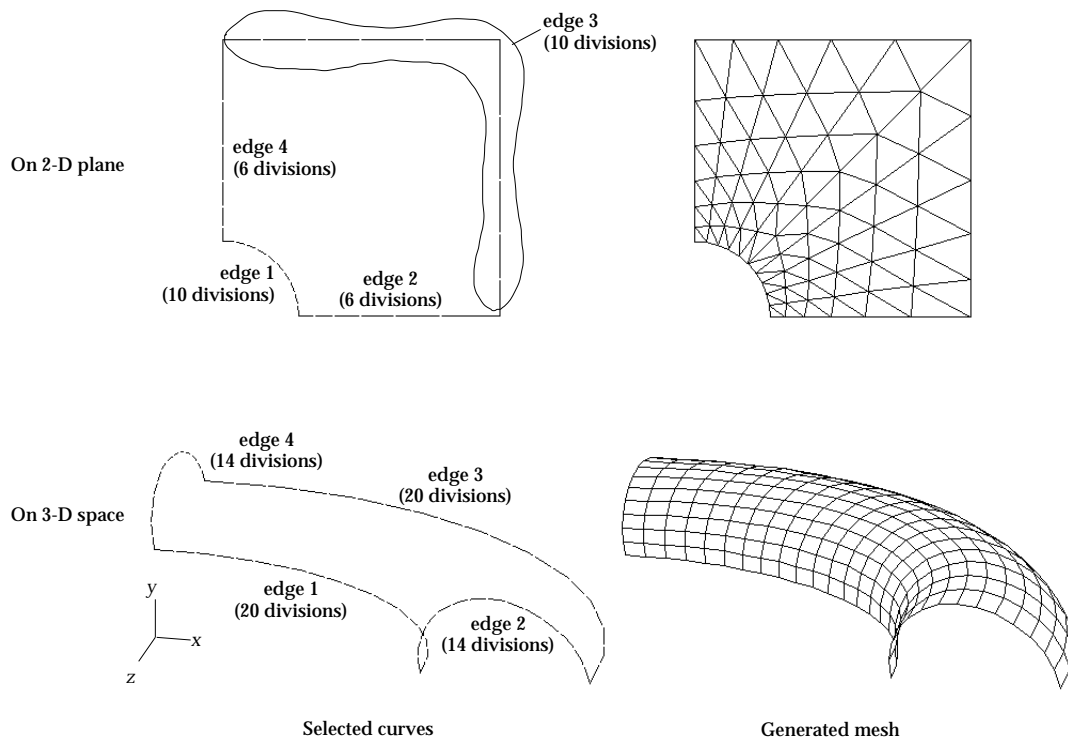 edge 3
(10 divisions)
edge 4
(6 divisions)
On 2-D plane
edge 1
(10 divisions)
edge 2
(6 divisions)
edge 4
(14 divisions)
edge 3
(20 divisions)
On 3-D space
edge 1
(20 divisions)
edge 2
(14 divisions)
y
x
z
Selected curves
Generated mesh